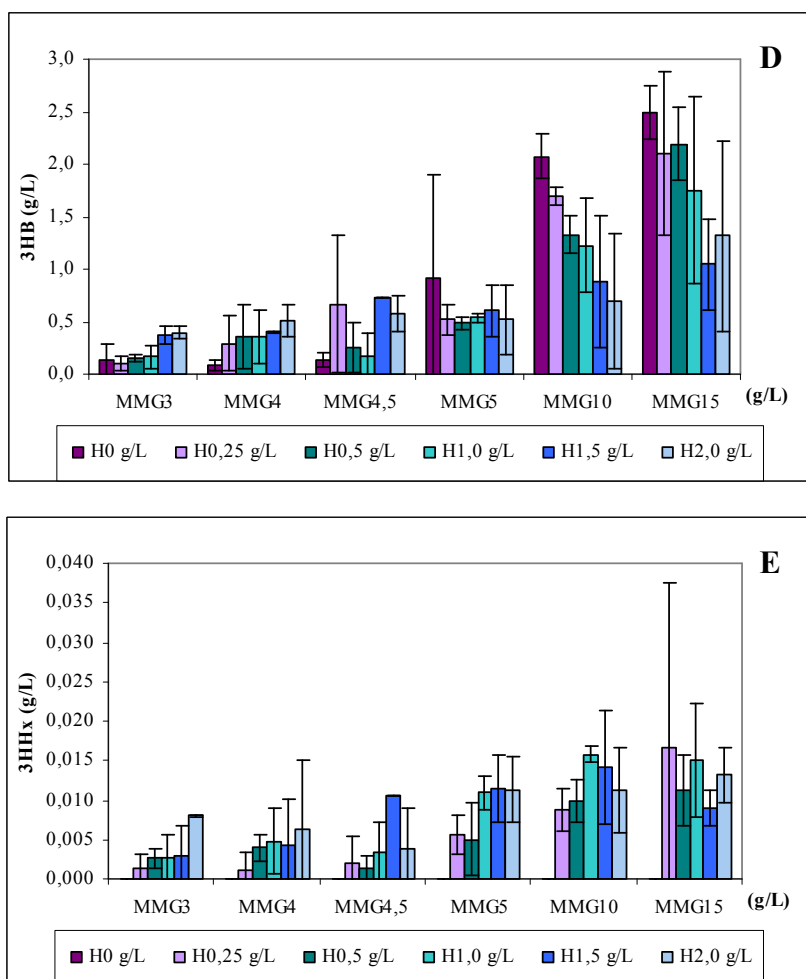 D
3,0
2,5
2,0
1,5
1,0
0,5
0,0
3HB (g/L)
MMG3 MMG4 MMG4,5 MMG5 MMG10 MMG15 (g/L)
H0 g/L H0,25 g/L H0,5 g/L H1,0 g/L H1,5 g/L H2,0 g/L
E
0,040
0,035
0,030
0,025
0,020
0,015
0,010
0,005
0,000
3HHx (g/L)
MMG3 MMG4 MMG4,5 MMG5 MMG10 MMG15
H0 g/L H0,25 g/L H0,5 g/L H1,0 g/L H1,5 g/L H2,0 g/L